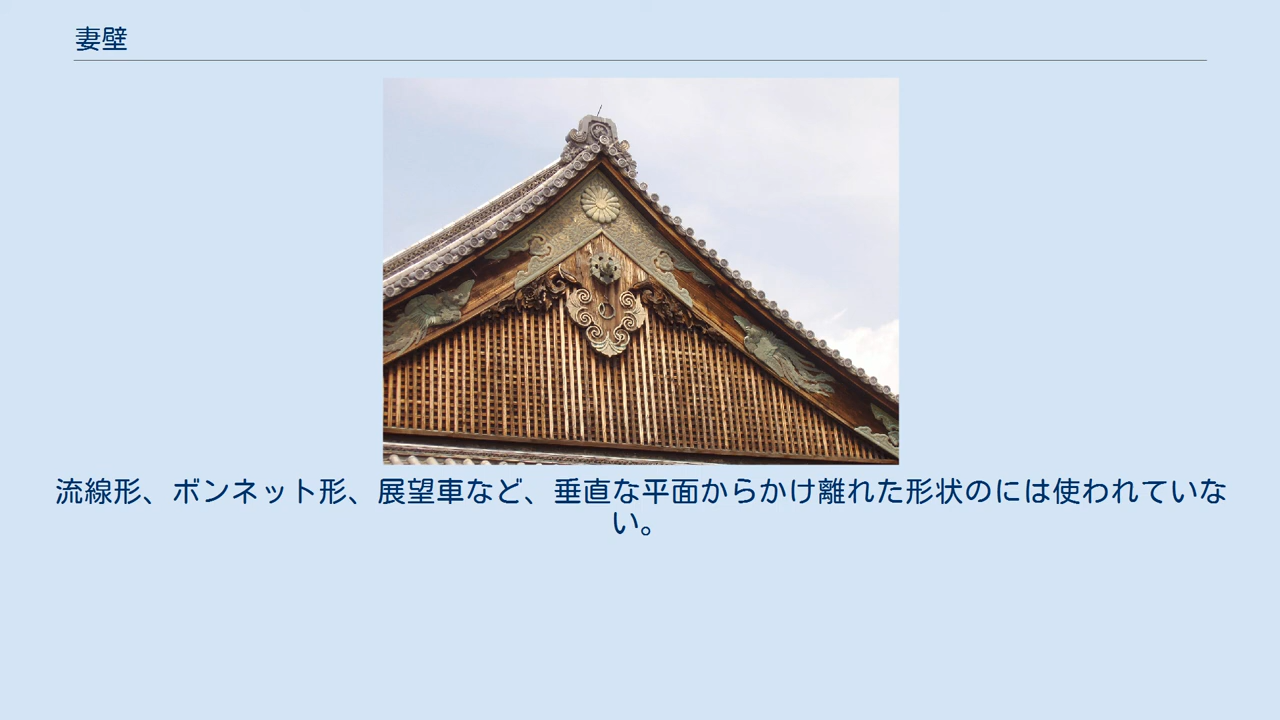 妻壁
流線形、ボンネット形、展望車など、垂直な平面からかけ離れた形状のには使われていな
い。